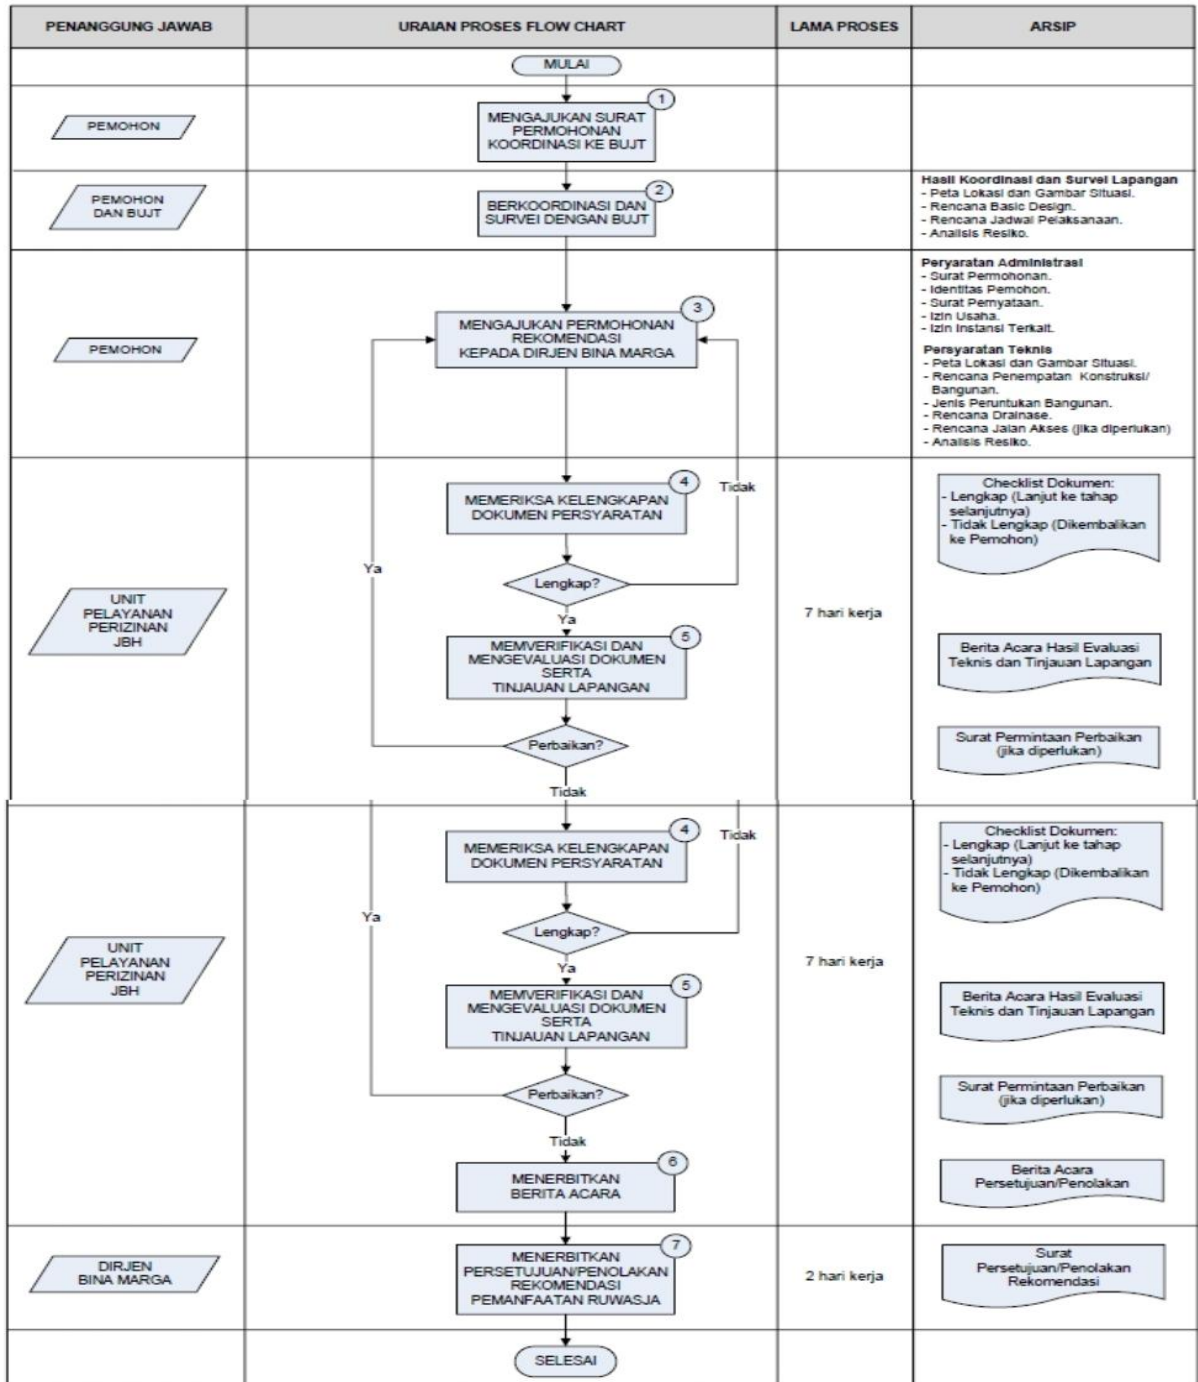 PENANGGUNG JAWAB
URAIAN PROSES FLOW CHART
LAMA PROSES
ARSIP
MULAI
PEMOHON
1
MENGAJUKAN SURAT
PERMOHONAN
KOORDINASI KE BUJT
PEMOHON
DAN BUJT
2
BERKOORDINASI DAN
SURVEI DENGAN BUJT
Hasil Koordinasi dan Survei Lapangan
- Peta Lokasi dan Gambar Situasi.
- Rencana Basic Design.
- Rencana Jadwal Pelaksanaan.
- Analisis Resiko.
PEMOHON
3
MENGAJUKAN PERMOHONAN
REKOMENDASI
KEPADA DIRJEN BINA MARGA
Peryaratan Administrasi
- Surat Permohonan.
- Identitas Pemohon.
- Surat Pernyataan.
- Izin Usaha.
- Izin Instansi Terkait.
Persyaratan Teknis
- Peta Lokasi dan Gambar Situasi.
- Rencana Penempatan Konstruksi/
Bangunan.
- Jenis Peruntukan Bangunan.
- Rencana Drainase.
- Rencana Jalan Akses (jika diperlukan)
- Analisis Resiko.
UNIT
PELAYANAN
PERIZINAN
JBH
4
MEMERIKSA KELENGKAPAN
DOKUMEN PERSYARATAN
Tidak
Ya
Lengkap?
Ya
5
MEMVERIFIKASI DAN
MENGEVALUASI DOKUMEN
SERTA
TINJAUAN LAPANGAN
Perbaikan?
Tidak
7 hari kerja
Checklist Dokumen:
- Lengkap (Lanjut ke tahap
selanjutnya)
- Tidak Lengkap (Dikembalikan
ke Pemohon)
Berita Acara Hasil Evaluasi
Teknis dan Tinjauan Lapangan
Surat Permintaan Perbaikan
(jika diperlukan)
UNIT
PELAYANAN
PERIZINAN
JBH
4
MEMERIKSA KELENGKAPAN
DOKUMEN PERSYARATAN
Tidak
Ya
Lengkap?
Ya
5
MEMVERIFIKASI DAN
MENGEVALUASI DOKUMEN
SERTA
TINJAUAN LAPANGAN
Perbaikan?
Tidak
6
MENERBITKAN
BERITA ACARA
7 hari kerja
Checklist Dokumen:
- Lengkap (Lanjut ke tahap
selanjutnya)
- Tidak Lengkap (Dikembalikan
ke Pemohon)
Berita Acara Hasil Evaluasi
Teknis dan Tinjauan Lapangan
Surat Permintaan Perbaikan
(jika diperlukan)
Berita Acara
Persetujuan/Penolakan
DIRJEN
BINA MARGA
7
MENERBITKAN
PERSETUJUAN/PENOLAKAN
REKOMENDASI
PEMANFAATAN RUWASJA
2 hari kerja
Surat
Persetujuan/Penolakan
Rekomendasi
SELESAI